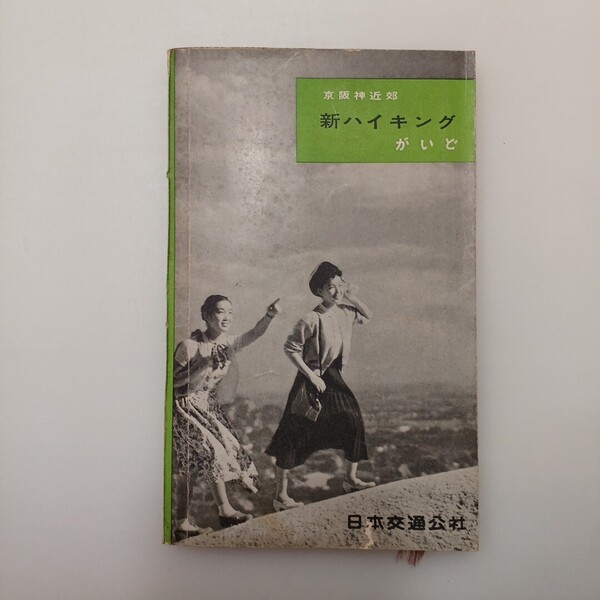 京阪神近郊
新ハイキング
がいど
日本交通公社